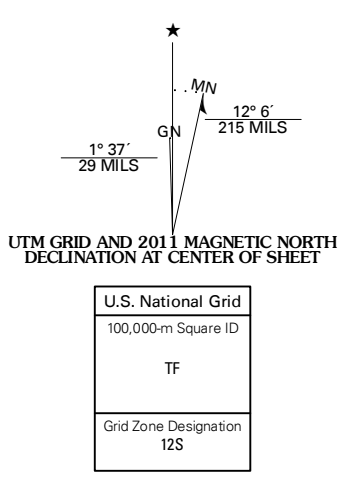 ★
MN
GN
12° 6´
215 MILS
1° 37´
29 MILS
UTM GRID AND 2011 MAGNETIC NORTH
DECLINATION AT CENTER OF SHEET
U.S. National Grid
100,000-m Square ID
TF
Grid Zone Designation
12S